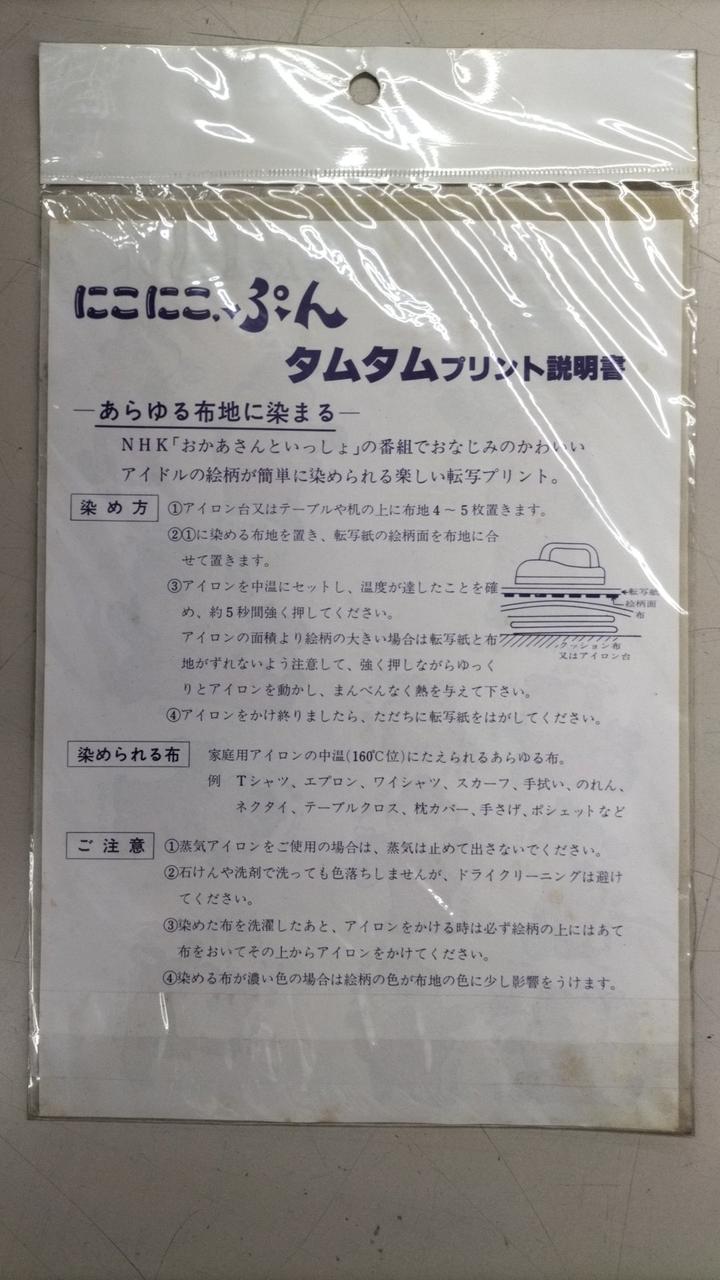 にこにこ、ぷん
タムタムプリント説明書
―あらゆる布地に染まる―
NHK「おかあさんといっしょ」の番組でおなじみのかわいい
アイドルの絵柄が簡単に染められる楽しい転写プリント。
染め方 ①アイロン台又はテーブルや机の上に布地4～5枚置きます。
②①に染める布地を置き、転写紙の絵柄面を布地に合
せて置きます。
③アイロンを中温にセットし、温度が達したことを確
め、約5秒間強く押してください。
アイロンの面積より絵柄の大きい場合は転写紙と布
地がずれないよう注意して、強く押しながらゆっく
りとアイロンを動かし、まんべんなく熱を与えて下さい。
④アイロンをかけ終りましたら、ただちに転写紙をはがしてください。
転写紙
絵柄面
布
クッション布
又はアイロン台
染められる布 家庭用アイロンの中温(160℃位)にたえられるあらゆる布。
例 Tシャツ、エプロン、ワイシャツ、スカーフ、手拭い、のれん、
ネクタイ、テーブルクロス、枕カバー、手さげ、ポシェットなど
ご注意 ①蒸気アイロンをご使用の場合は、蒸気は止めて出さないでください。
②石けんや洗剤で洗っても色落ちしませんが、ドライクリーニングは避け
てください。
③染めた布を洗濯したあと、アイロンをかける時は必ず絵柄の上にはあて
布をおいてその上からアイロンをかけてください。
④染める布が濃い色の場合は絵柄の色が布地の色に少し影響をうけます。